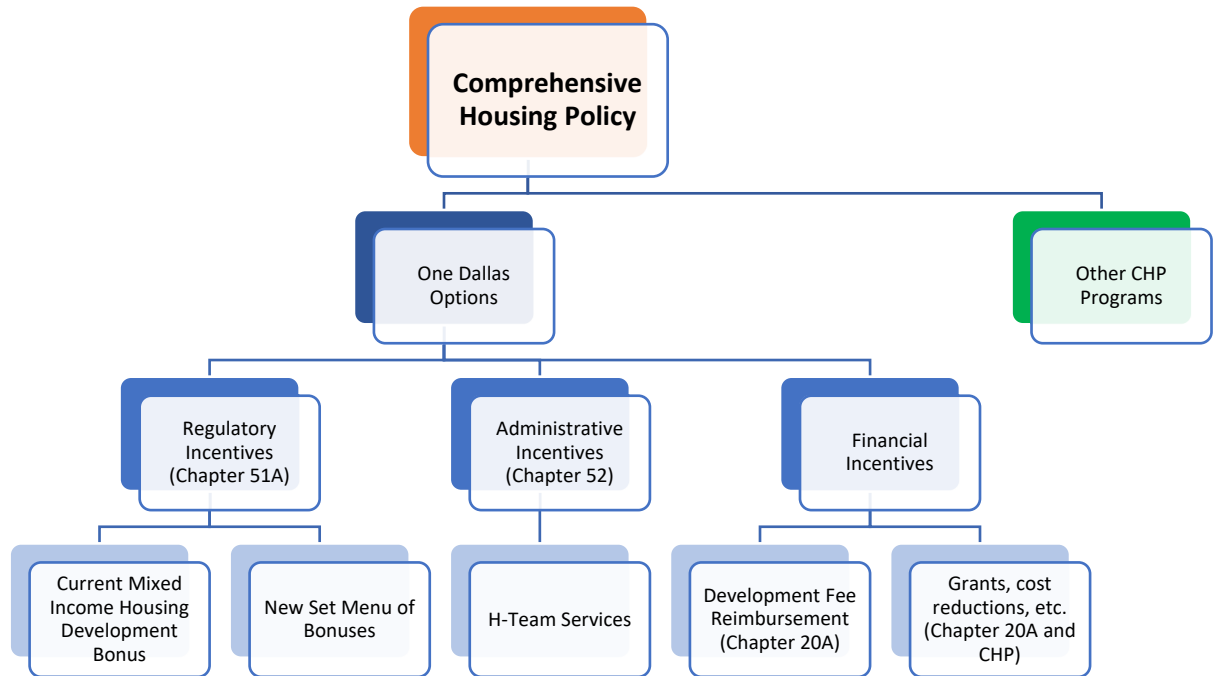 Comprehensive
Housing Policy
One Dallas
Options
Other CHP
Programs
Regulatory
Incentives
(Chapter 51A)
Administrative
Incentives
(Chapter 52)
Financial
Incentives
Current Mixed
Income Housing
Development
Bonus
New Set Menu of
Bonuses
H-Team Services
Development Fee
Reimbursement
(Chapter 20A)
Grants, cost
reductions, etc.
(Chapter 20A and
CHP)